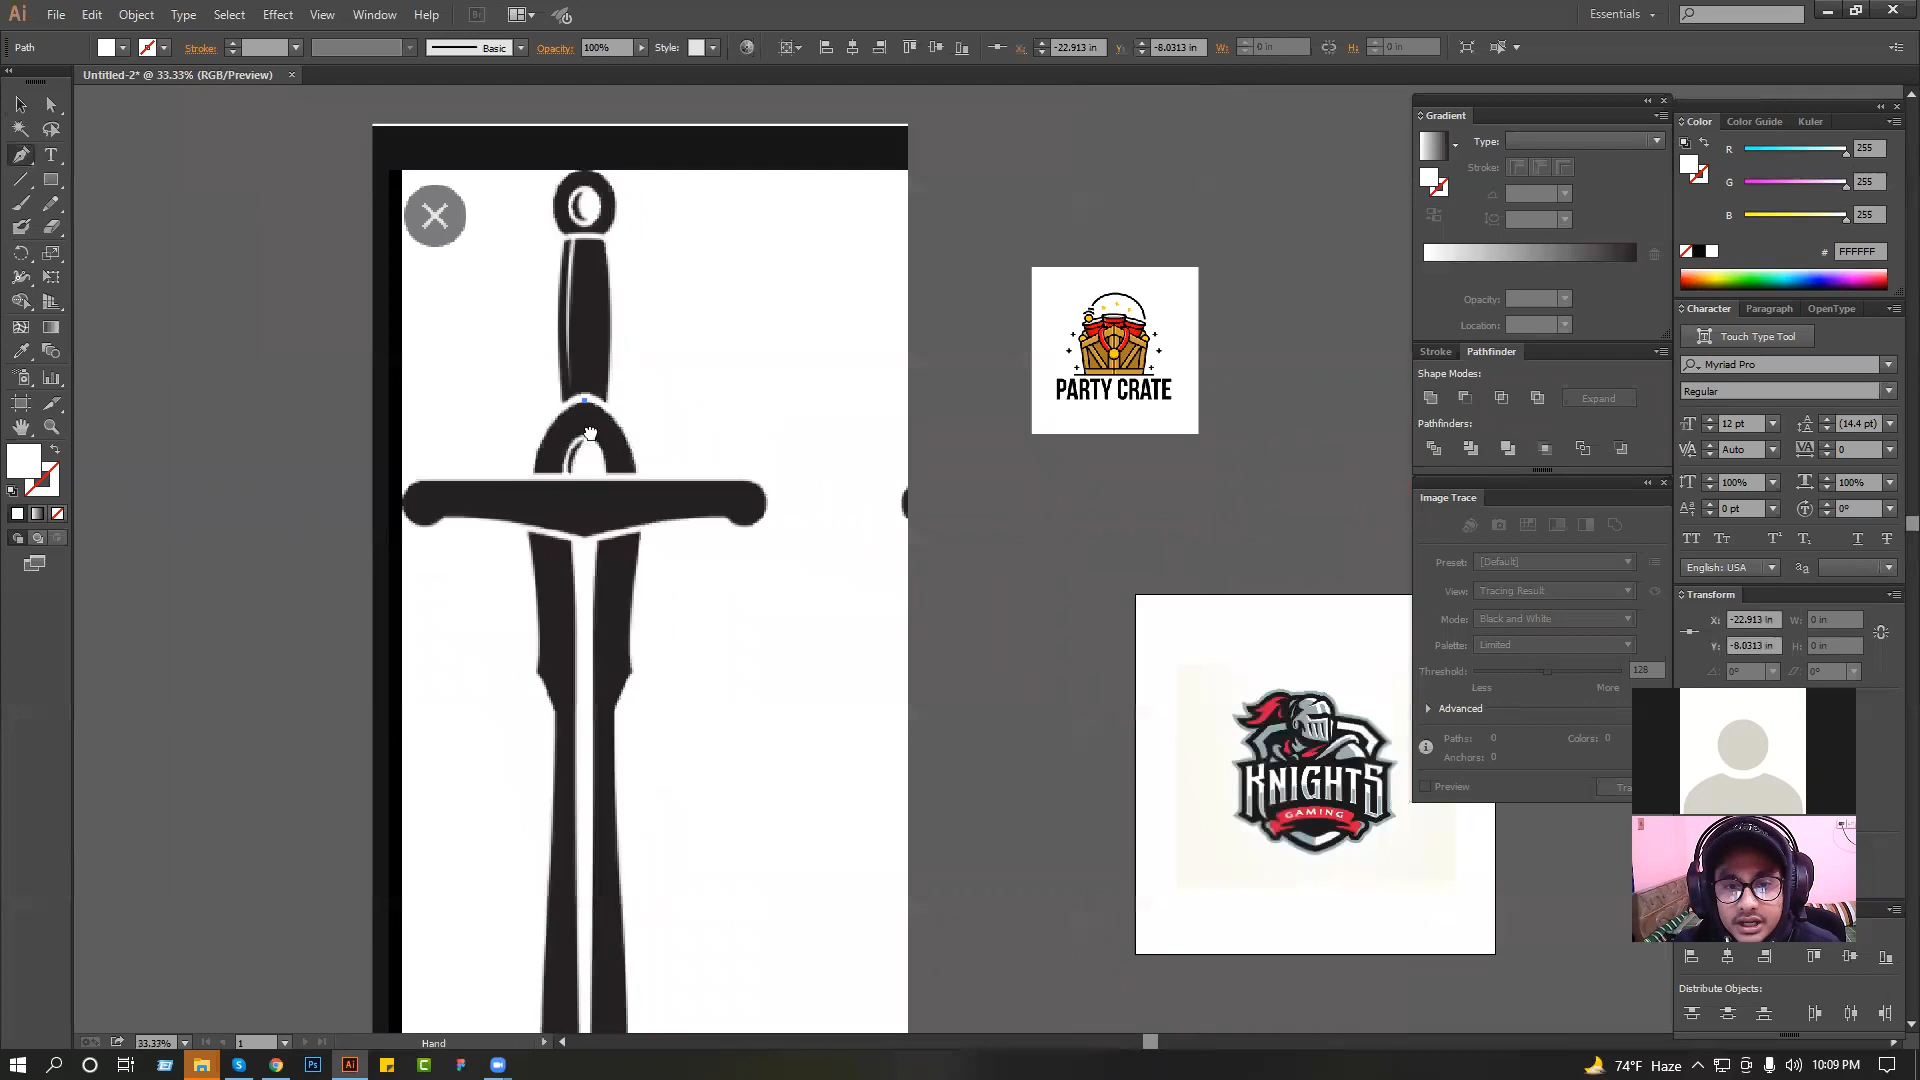 Ai File Edit Object Type Select Effect View Window Help Br Essentials
Path Stroke: Basic Opacity: 100% Style: X: -22.913 in Y: -8.0313 in W: 0 in H: 0 in
Untitled-2* @ 33.33% (RGB/Preview)
Gradient
Type:
Stroke:
Opacity:
Location:
Color Color Guide Kuler
R 255
G 255
B 255
# FFFFFF
Character Paragraph OpenType
Touch Type Tool
Myriad Pro
Regular
12 pt (14.4 pt)
Auto 0
100% 100%
0 pt 0°
English: USA
Stroke Pathfinder
Shape Modes:
Expand
Pathfinders:
Image Trace
Preset: [Default]
View: Tracing Result
Mode: Black and White
Palette: Limited
Threshold: 128
Less More
Advanced
Paths: 0 Colors: 0
Anchors: 0
Preview
Transform
X: -22.913 in W: 0 in
Y: -8.0313 in H: 0 in
0° 0°
Distribute Objects:
PARTY CRATE
KNIGHTS
GAMING
33.33% 1 Hand
Ps Ai
74°F Haze 10:09 PM